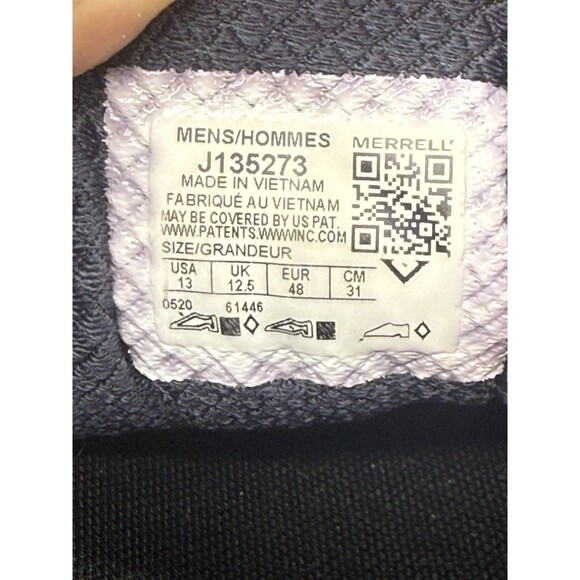 MENS/HOMMES MERRELL
J135273
MADE IN VIETNAM
FABRIQUÉ AU VIETNAM
MAY BE COVERED BY US PAT.
WWW.PATENTS.WWWINC.COM
SIZE/GRANDEUR
USA UK EUR CM
13 12.5 48 31
0520 61446